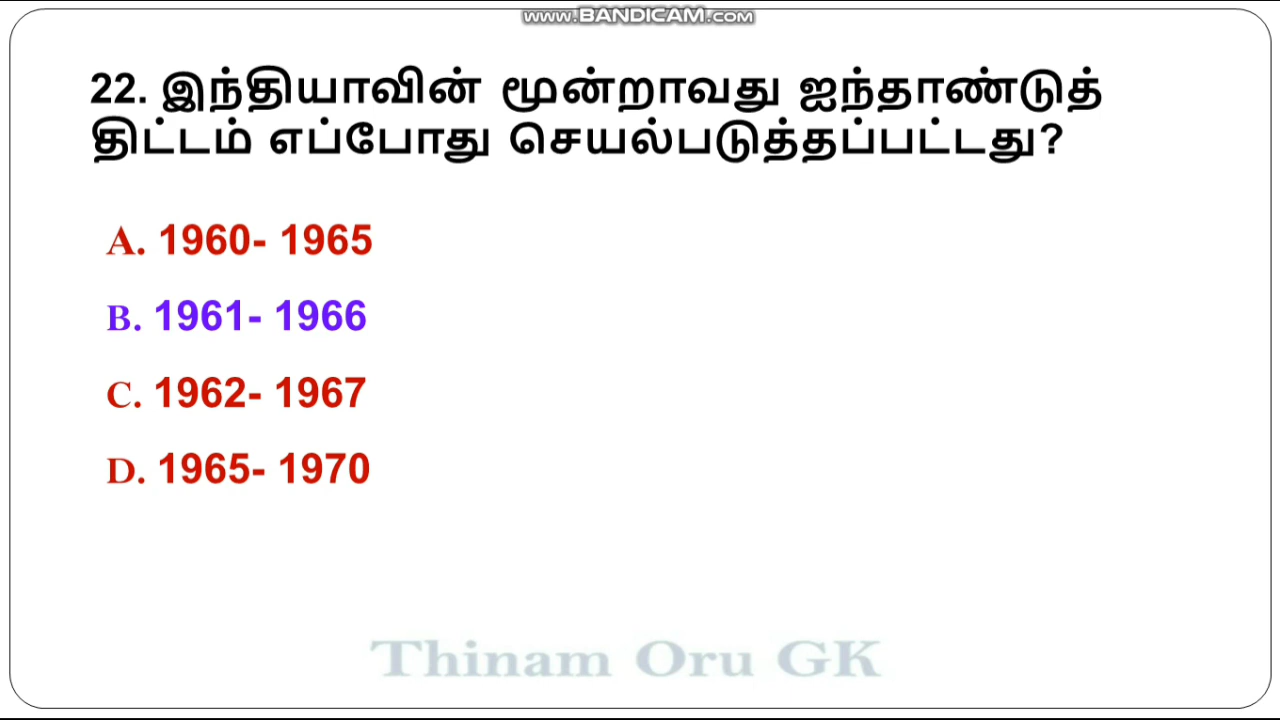 www.BANDICAM.com
22. இந்தியாவின் மூன்றாவது ஐந்தாண்டுத்
திட்டம் எப்போது செயல்படுத்தப்பட்டது?
A. 1960- 1965
B. 1961- 1966
C. 1962- 1967
D. 1965- 1970
Thinam Oru GK